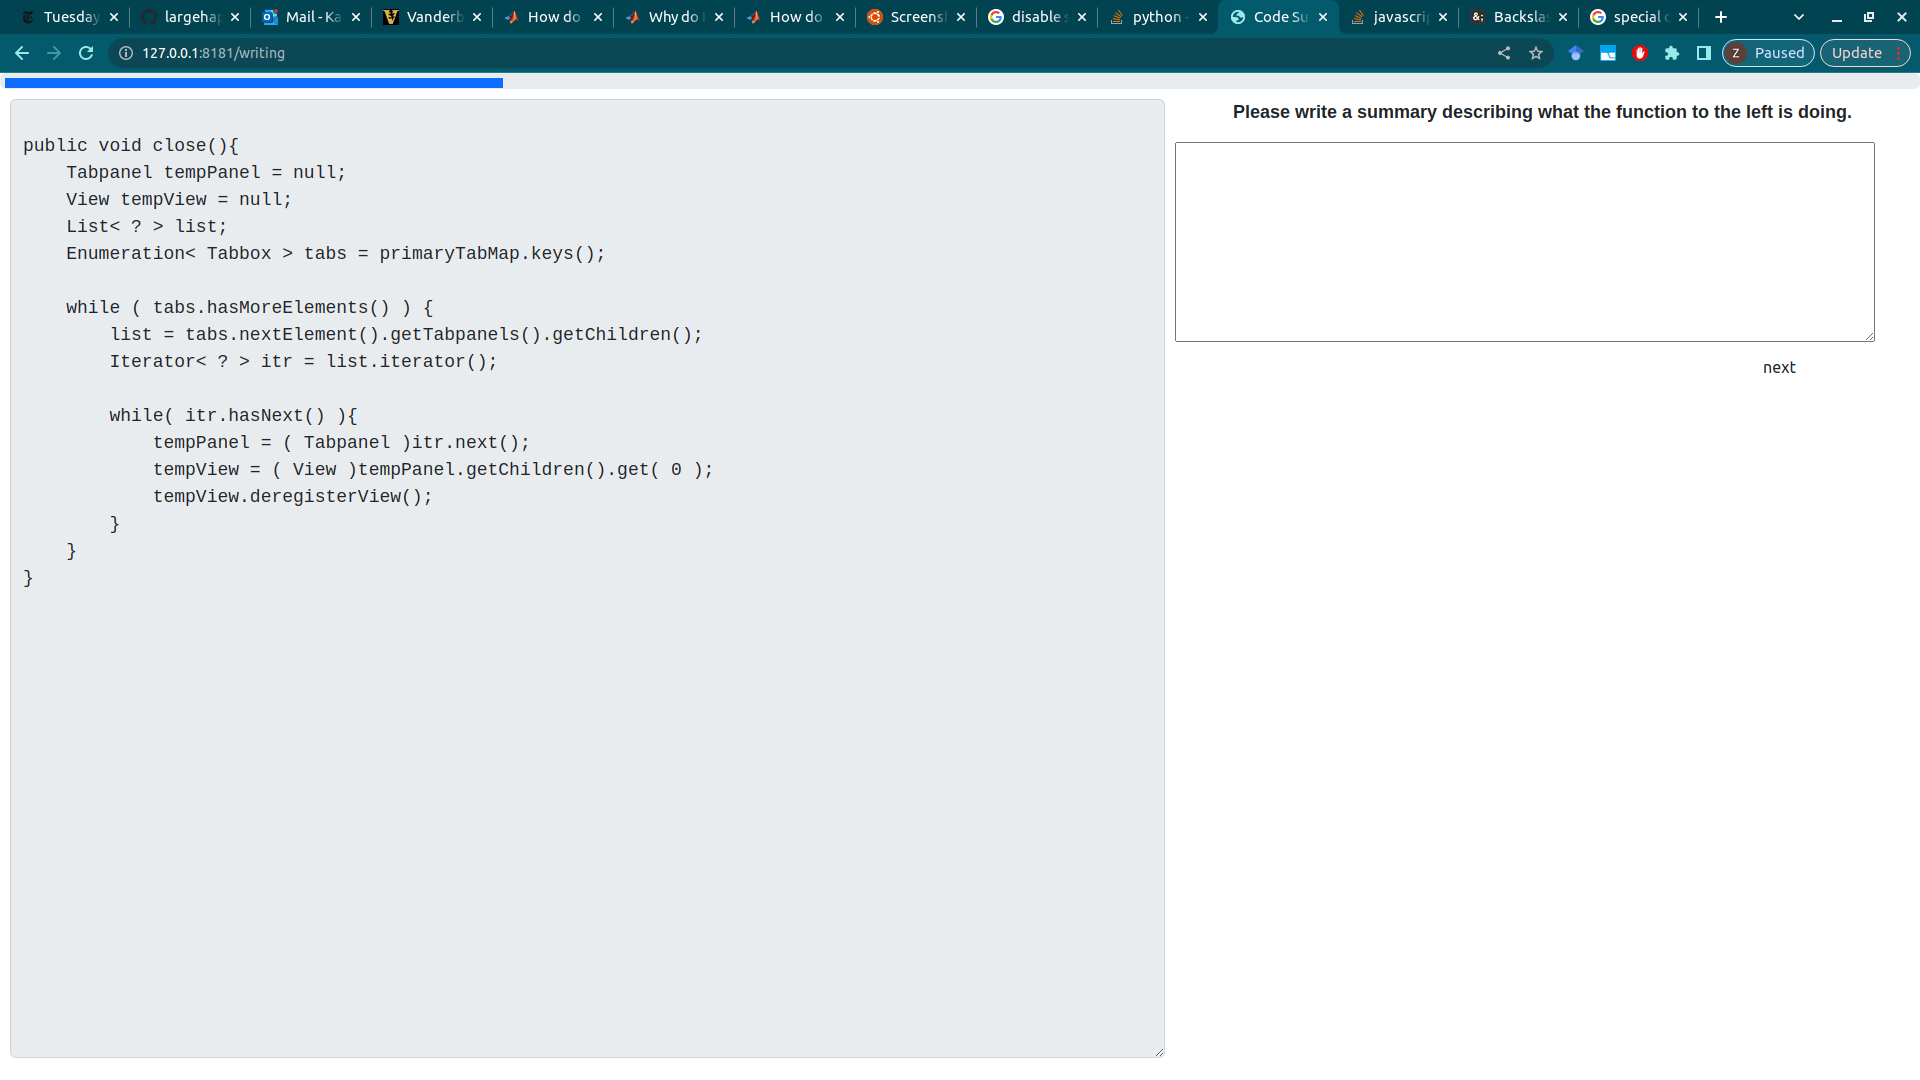 Tuesday
largeha
Mail - Ka
Vanderb
How do
Why do
How do
Screens
disable s
python -
Code Su
javascri
Backsla
special c
127.0.0.1:8181/writing
Z Paused
Update
public void close(){
Tabpanel tempPanel = null;
View tempView = null;
List< ? > list;
Enumeration< Tabbox > tabs = primaryTabMap.keys();
while ( tabs.hasMoreElements() ) {
list = tabs.nextElement().getTabpanels().getChildren();
Iterator< ? > itr = list.iterator();
while( itr.hasNext() ){
tempPanel = ( Tabpanel )itr.next();
tempView = ( View )tempPanel.getChildren().get( 0 );
tempView.deregisterView();
}
}
}
Please write a summary describing what the function to the left is doing.
next